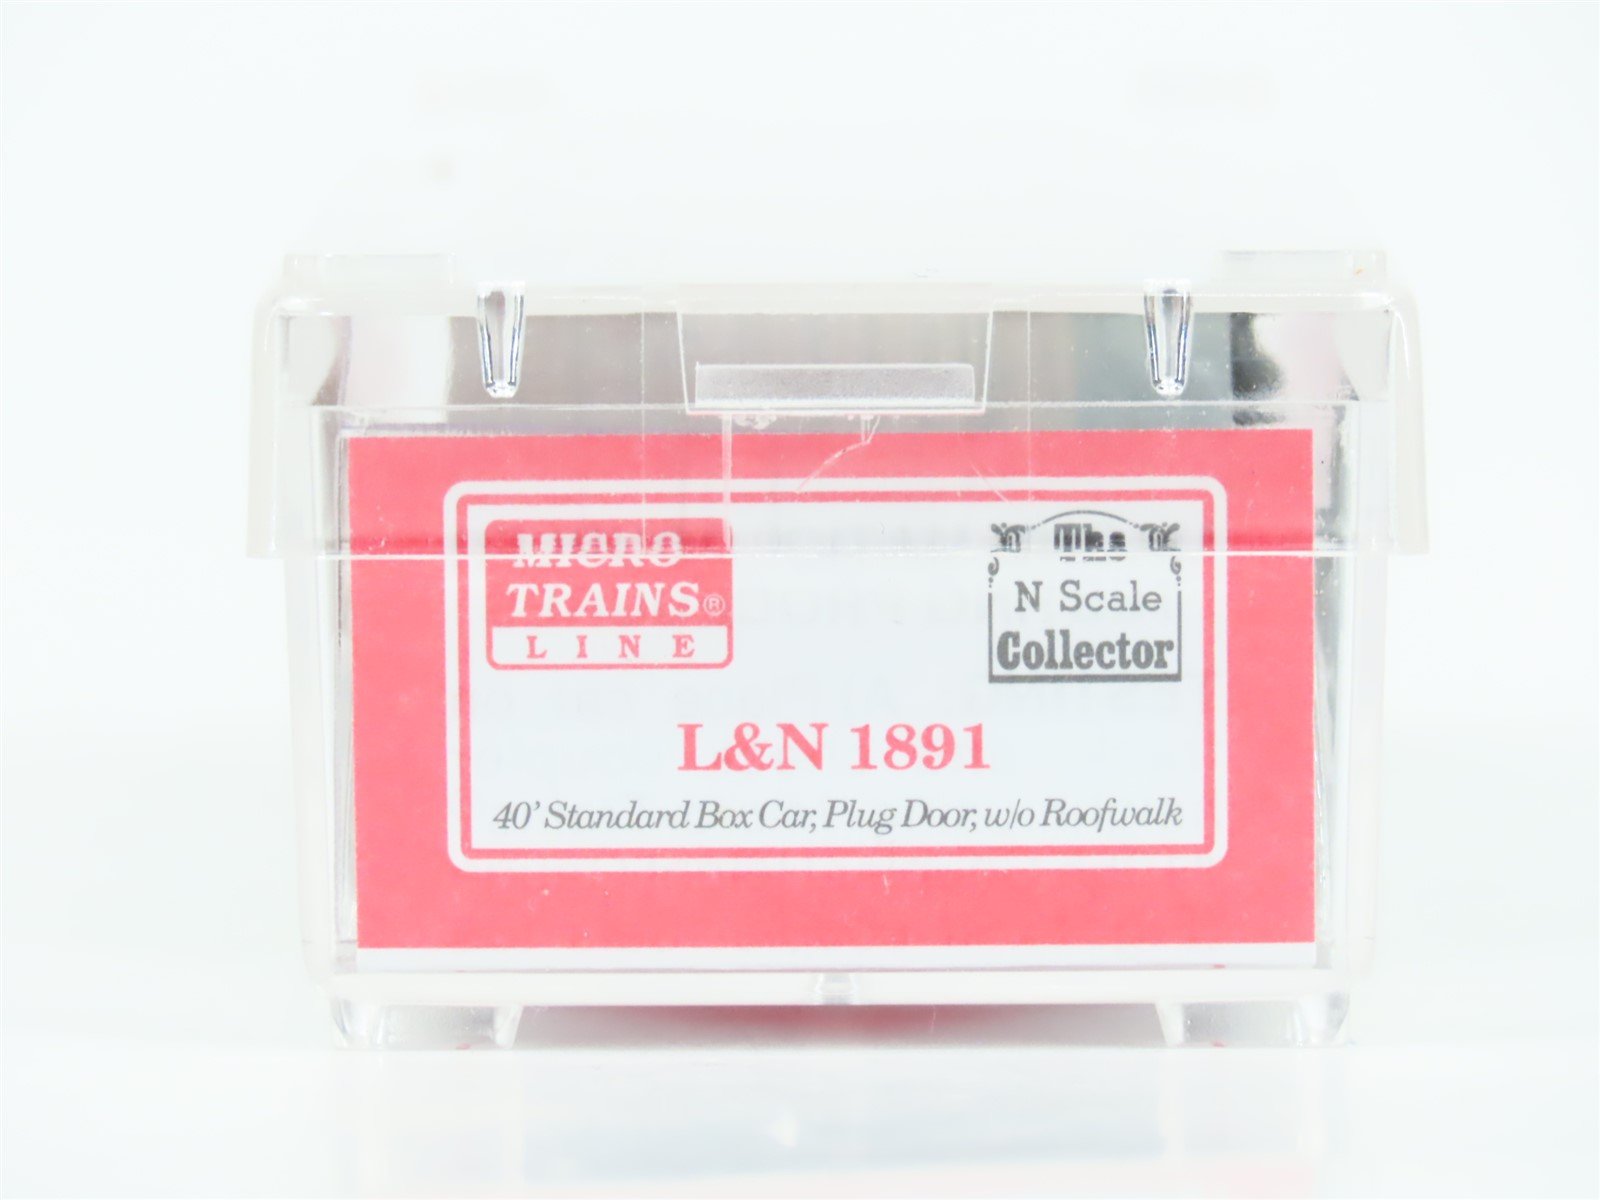 MICRO
TRAINS®
LINE
The
N Scale
Collector
L&N 1891
40' Standard Box Car, Plug Door, w/o Roofwalk